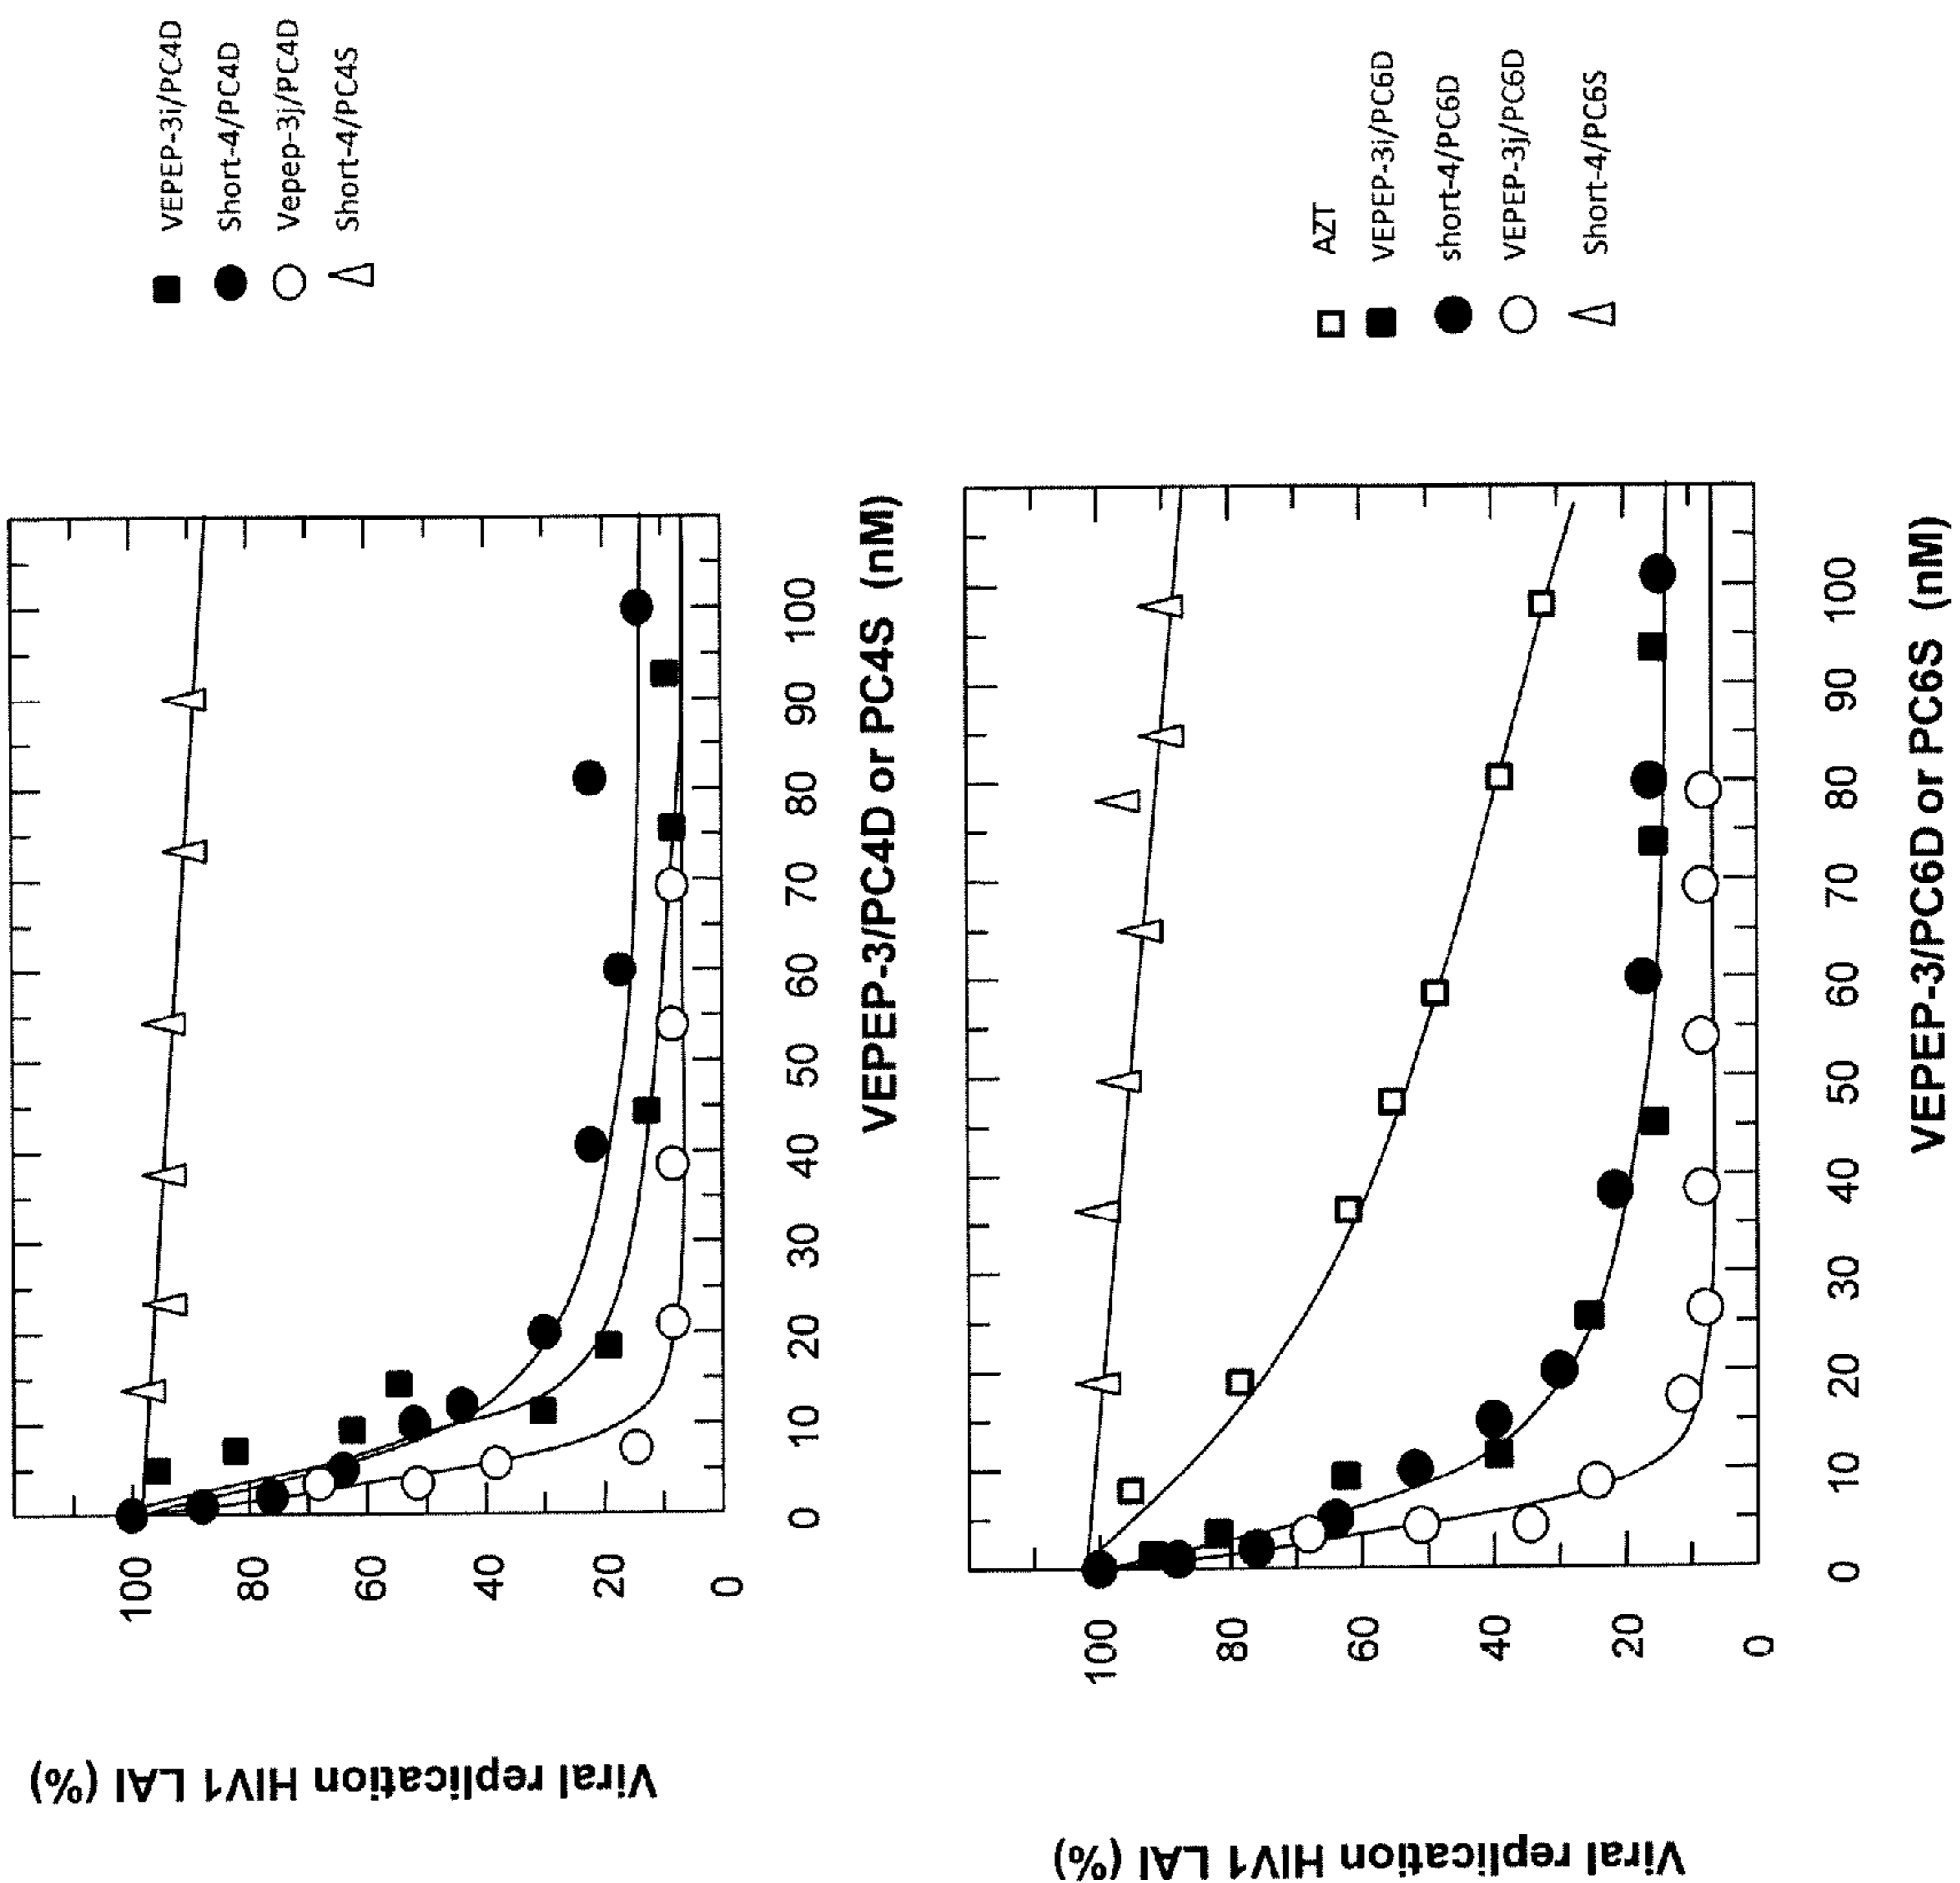 VEPEP-3i/PC4D
Short-4/PC4D
Vepep-3j/PC4D
Short-4/PC4S
Viral replication HIV1 LAI (%)
100
80
60
40
20
0
0 10 20 30 40 50 60 70 80 90 100
VEPEP-3/PC4D or PC4S (nM)
AZT
VEPEP-3i/PC6D
short-4/PC6D
VEPEP-3j/PC6D
Short-4/PC6S
Viral replication HIV1 LAI (%)
100
80
60
40
20
0
0 10 20 30 40 50 60 70 80 90 100
VEPEP-3/PC6D or PC6S (nM)